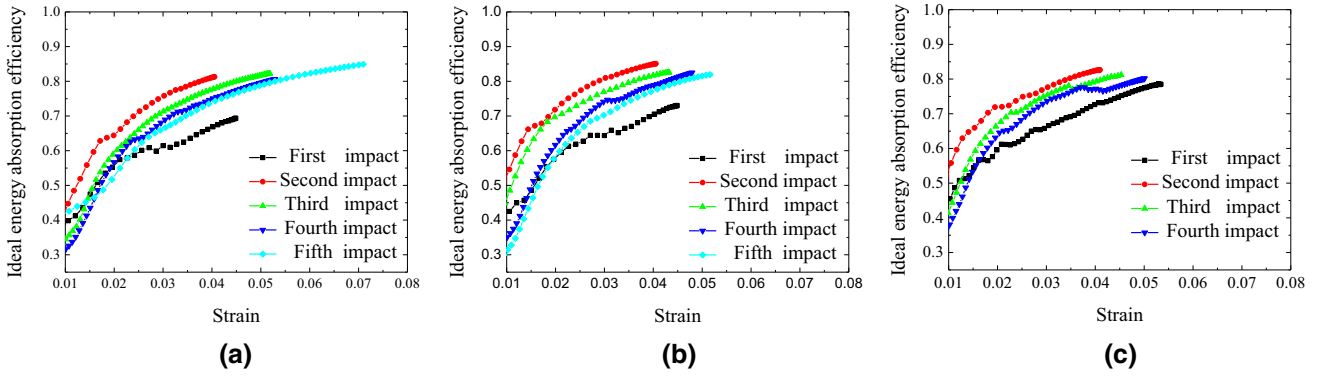 Ideal energy absorption efficiency
1.0
0.9
0.8
0.7
0.6
0.5
0.4
0.3
0.01 0.02 0.03 0.04 0.05 0.06 0.07 0.08
Strain
First impact
Second impact
Third impact
Fourth impact
Fifth impact
(a)
Ideal energy absorption efficiency
1.0
0.9
0.8
0.7
0.6
0.5
0.4
0.3
0.01 0.02 0.03 0.04 0.05 0.06 0.07 0.08
Strain
First impact
Second impact
Third impact
Fourth impact
Fifth impact
(b)
Ideal energy absorption efficiency
1.0
0.9
0.8
0.7
0.6
0.5
0.4
0.3
0.01 0.02 0.03 0.04 0.05 0.06 0.07 0.08
Strain
First impact
Second impact
Third impact
Fourth impact
(c)